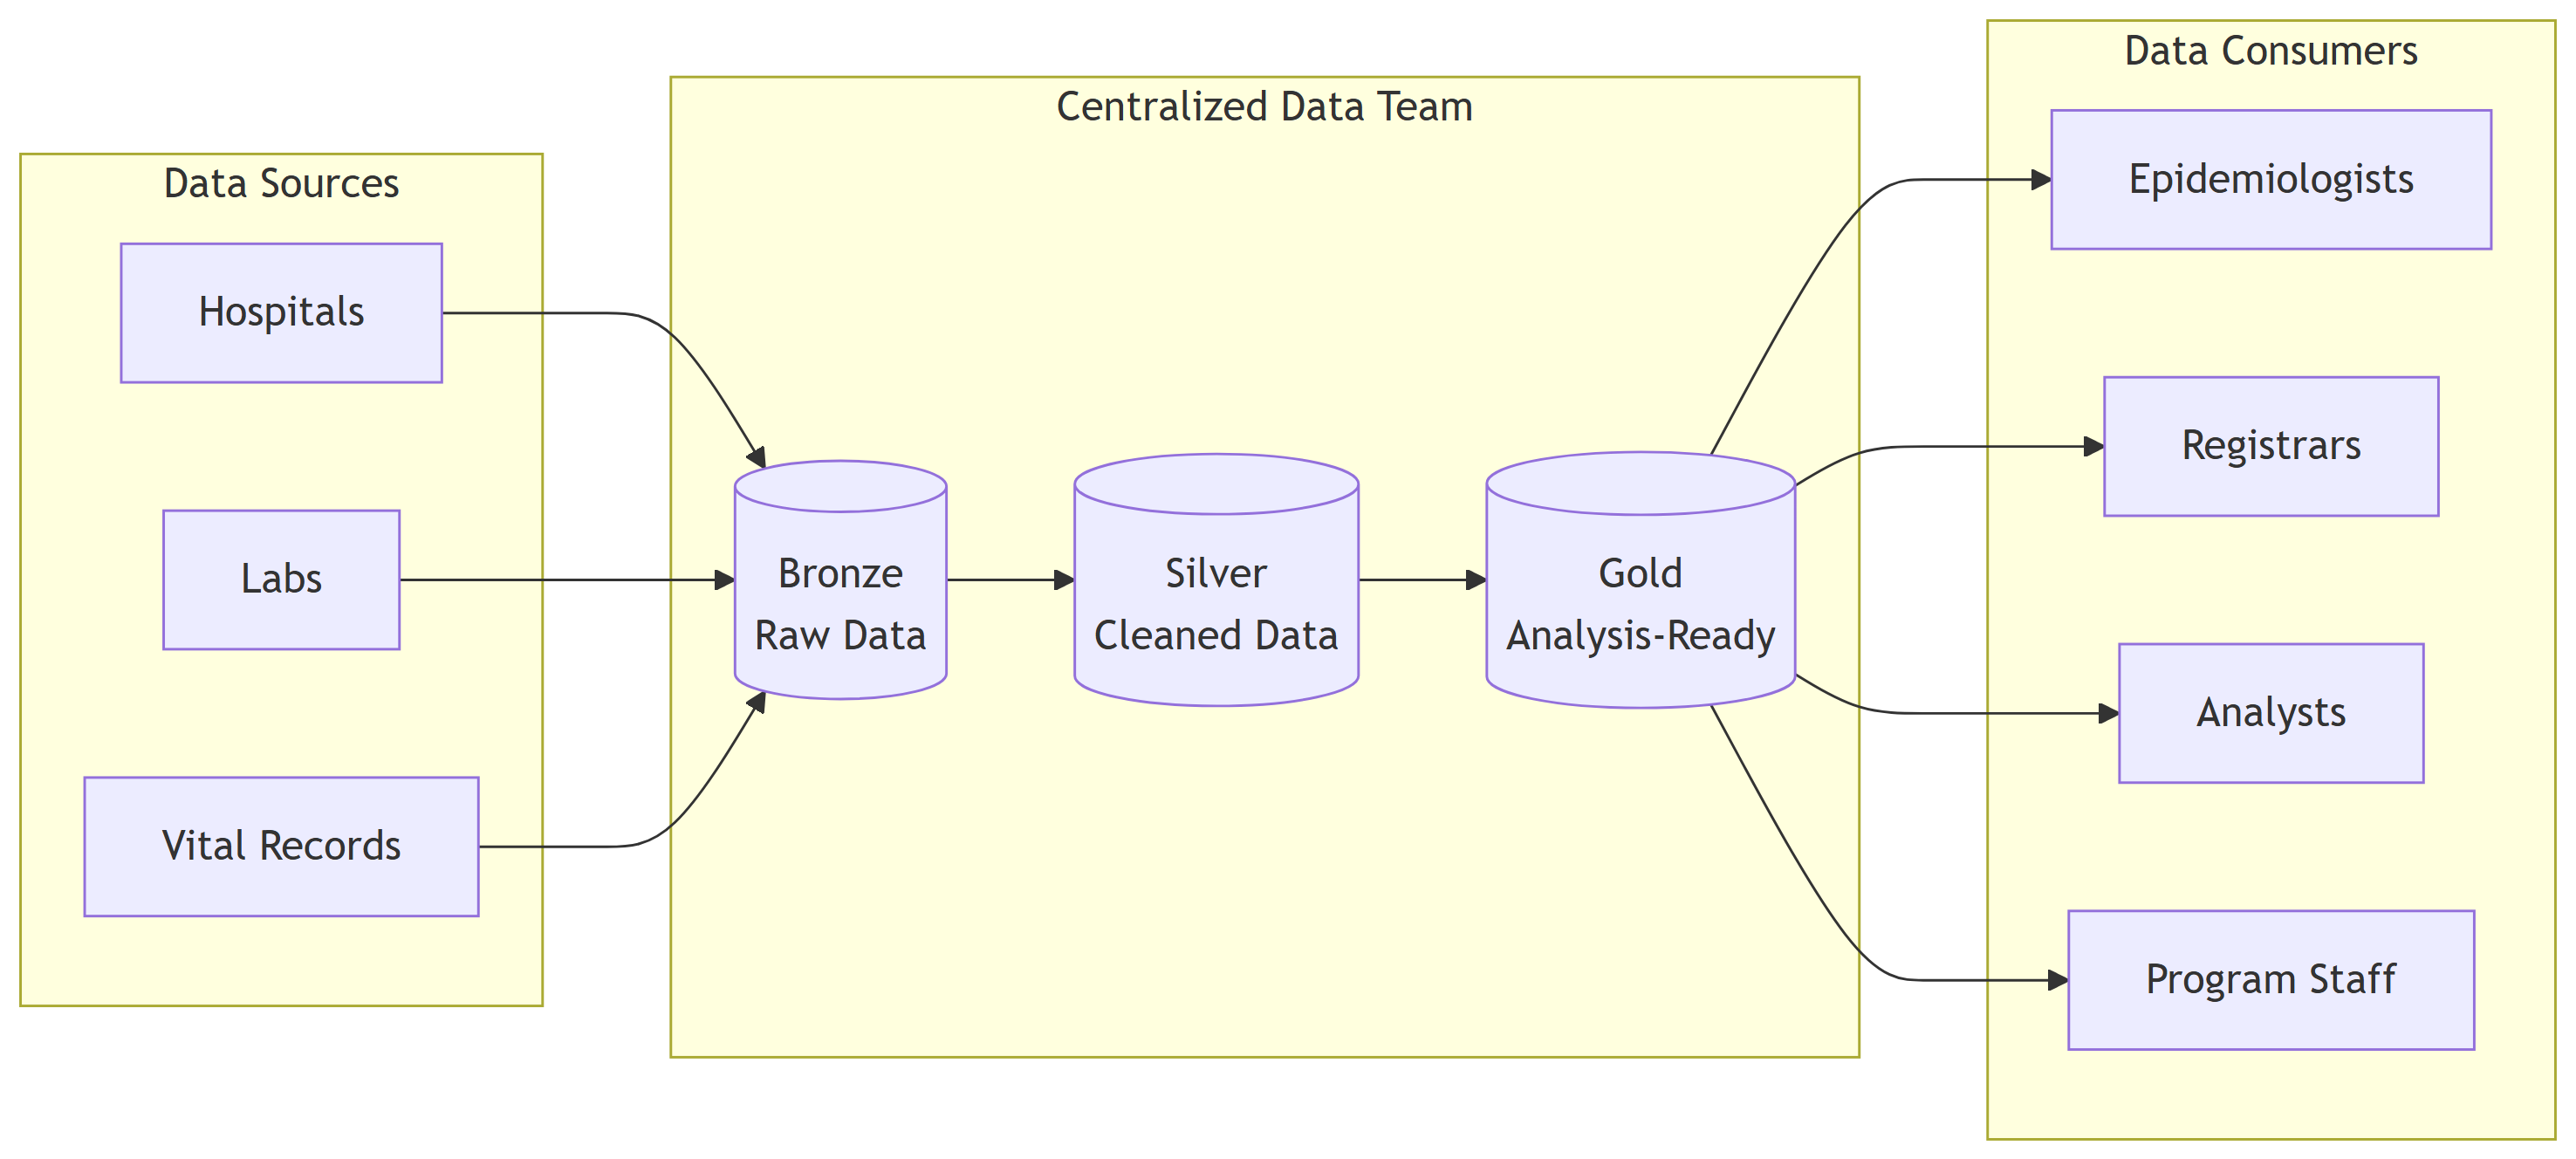 Data Sources
Hospitals
Labs
Vital Records
Centralized Data Team
Bronze
Raw Data
Silver
Cleaned Data
Gold
Analysis-Ready
Data Consumers
Epidemiologists
Registrars
Analysts
Program Staff